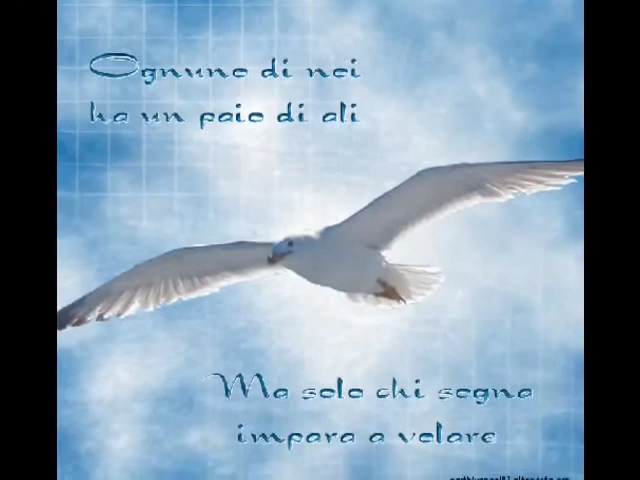 Ognuno di noi
ha un paio di ali
Ma solo chi sogna
impara a volare